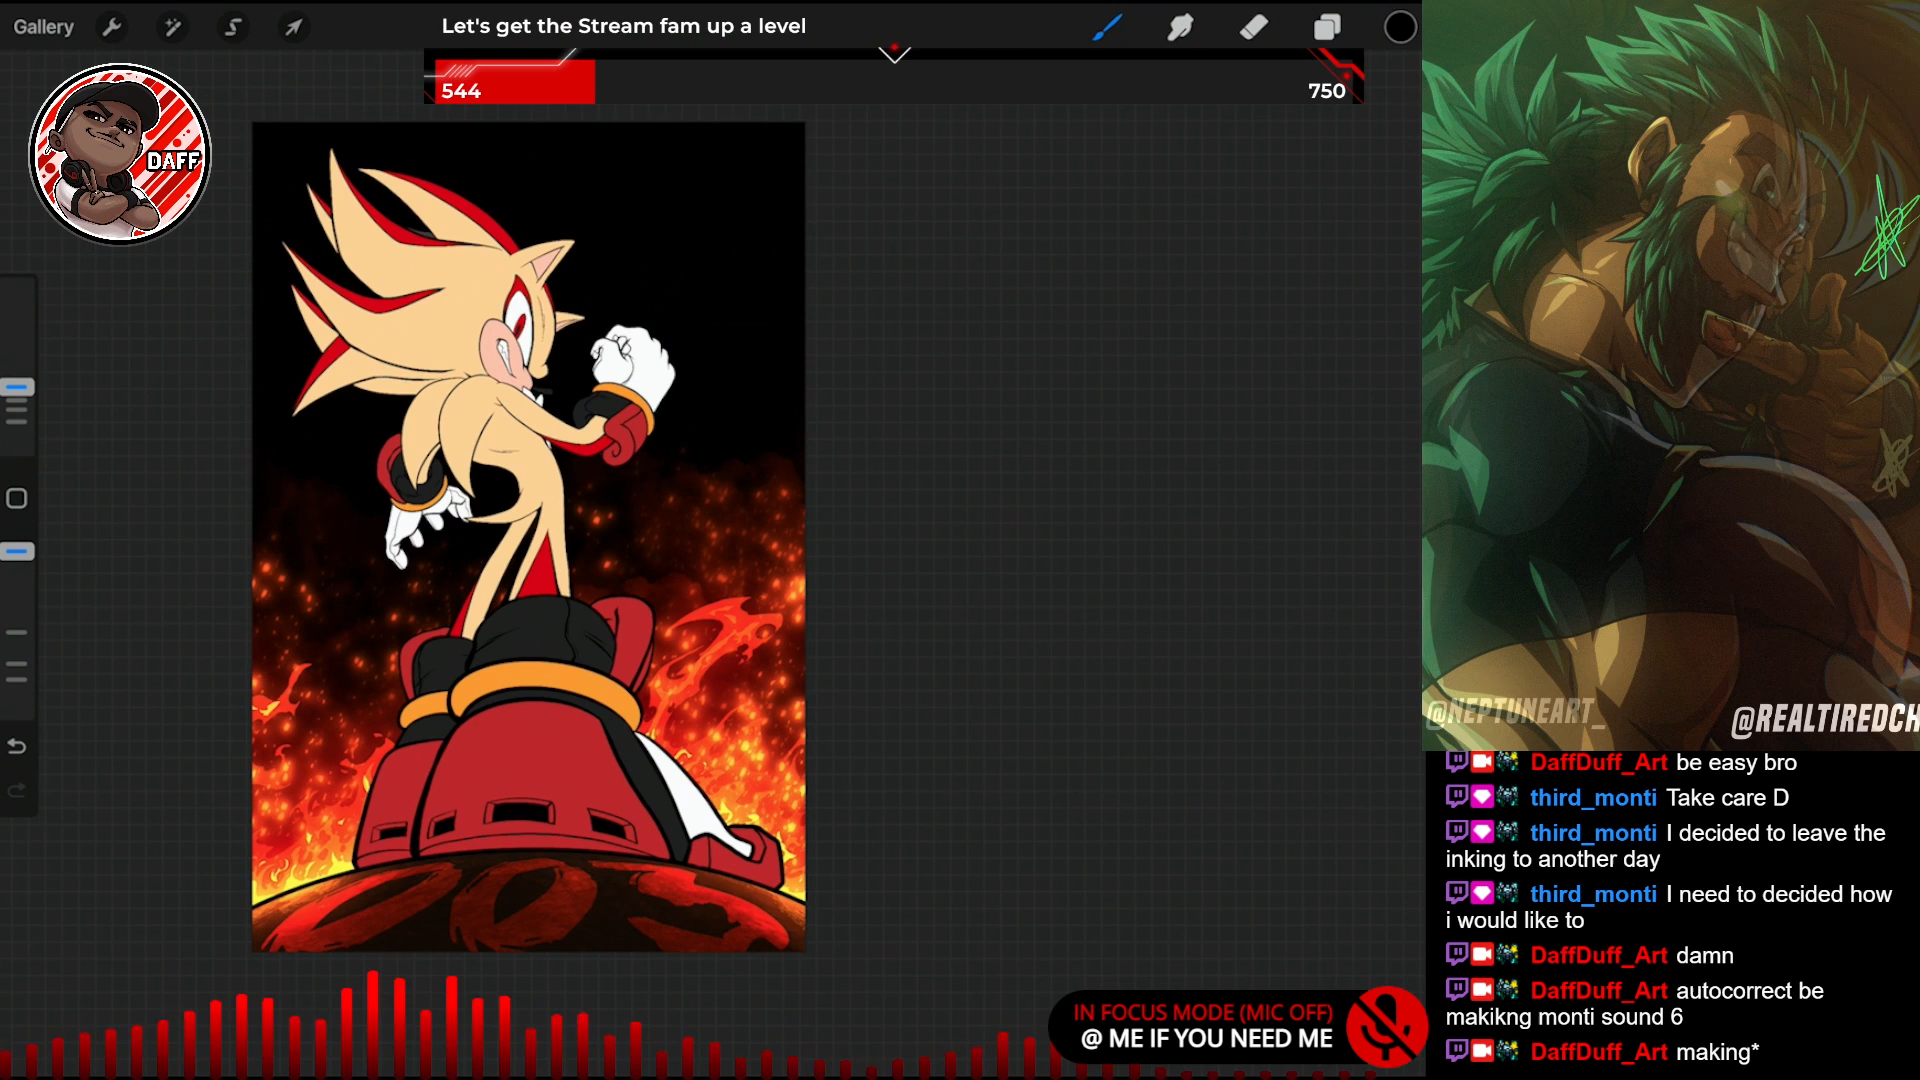 Gallery
Let's get the Stream fam up a level
544
750
DAFF
@NEPTUNEART_
@REALTIREDCH
DaffDuff_Art be easy bro
third_monti Take care D
third_monti I decided to leave the
inking to another day
third_monti I need to decided how
i would like to
DaffDuff_Art damn
DaffDuff_Art autocorrect be
makikng monti sound 6
DaffDuff_Art making*
IN FOCUS MODE (MIC OFF)
@ ME IF YOU NEED ME